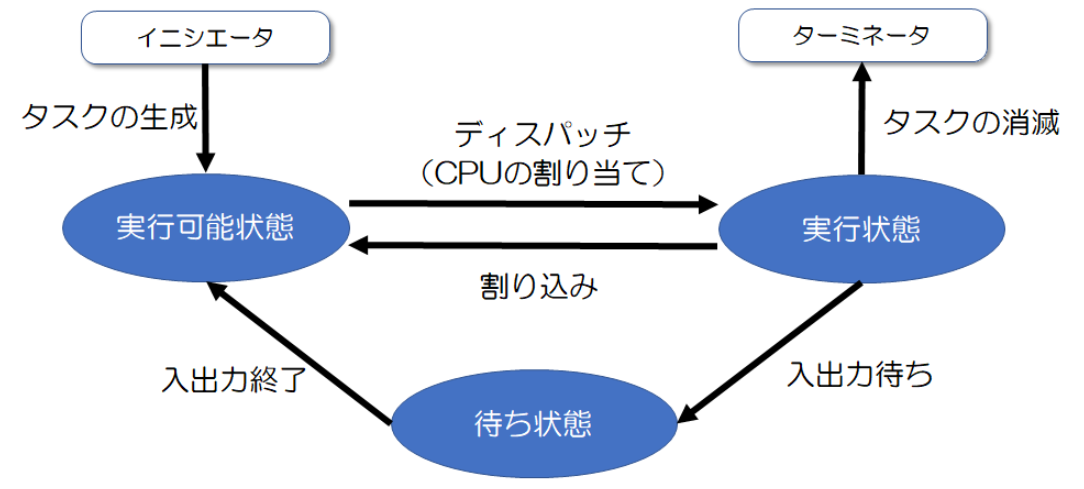 イニシエータ
ターミネータ
タスクの生成
タスクの消滅
ディスパッチ
（CPUの割り当て）
実行可能状態
実行状態
割り込み
入出力終了
入出力待ち
待ち状態